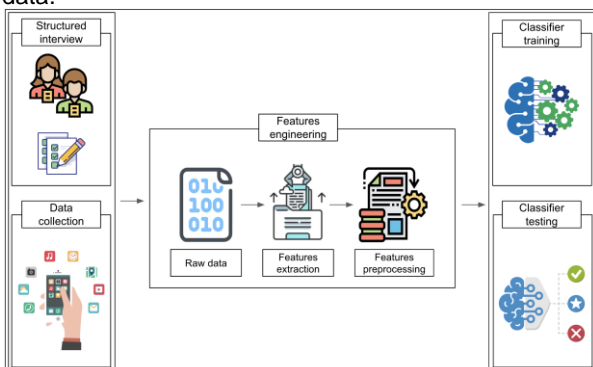 data.
Structured
interview
Data
collection
Features
engineering
010
100
010
Raw data
Features
extraction
Features
preprocessing
Classifier
training
Classifier
testing